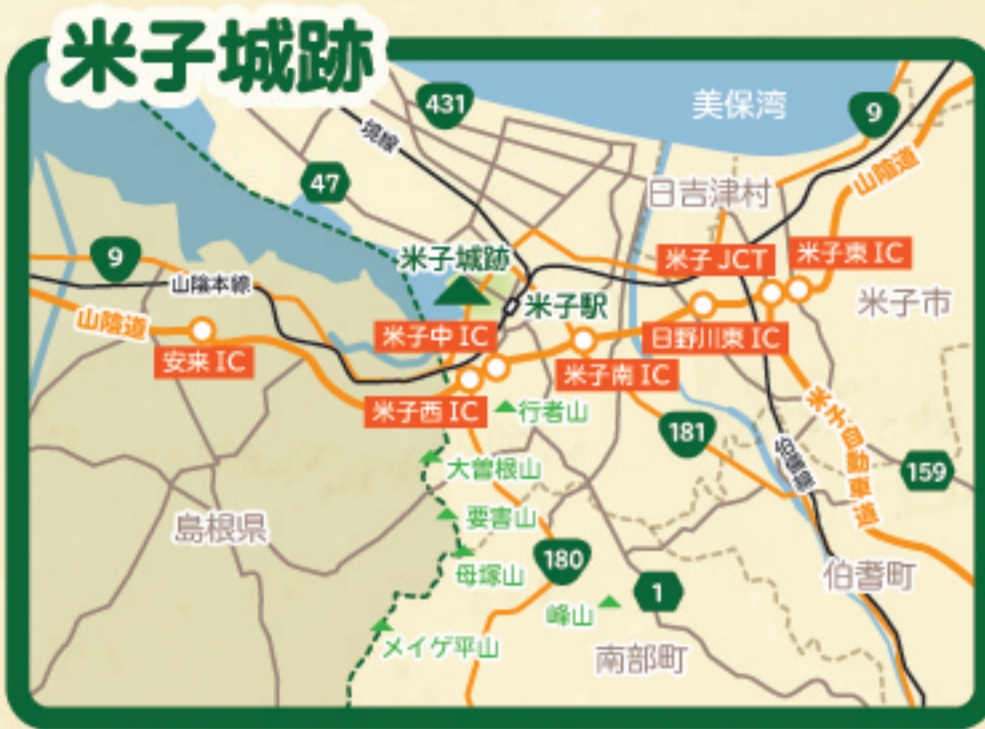 米子城跡
431
美保湾
9
境線
山陰道
47
日吉津村
米子城跡
米子JCT
米子東IC
9
山陰本線
米子駅
米子市
山陰道
米子中IC
日野川東IC
安来IC
米子南IC
米子西IC
行者山
米子自動車道
181
伯備線
大曽根山
159
要害山
島根県
180
母塚山
伯耆町
1
峰山
メイゲ平山
南部町